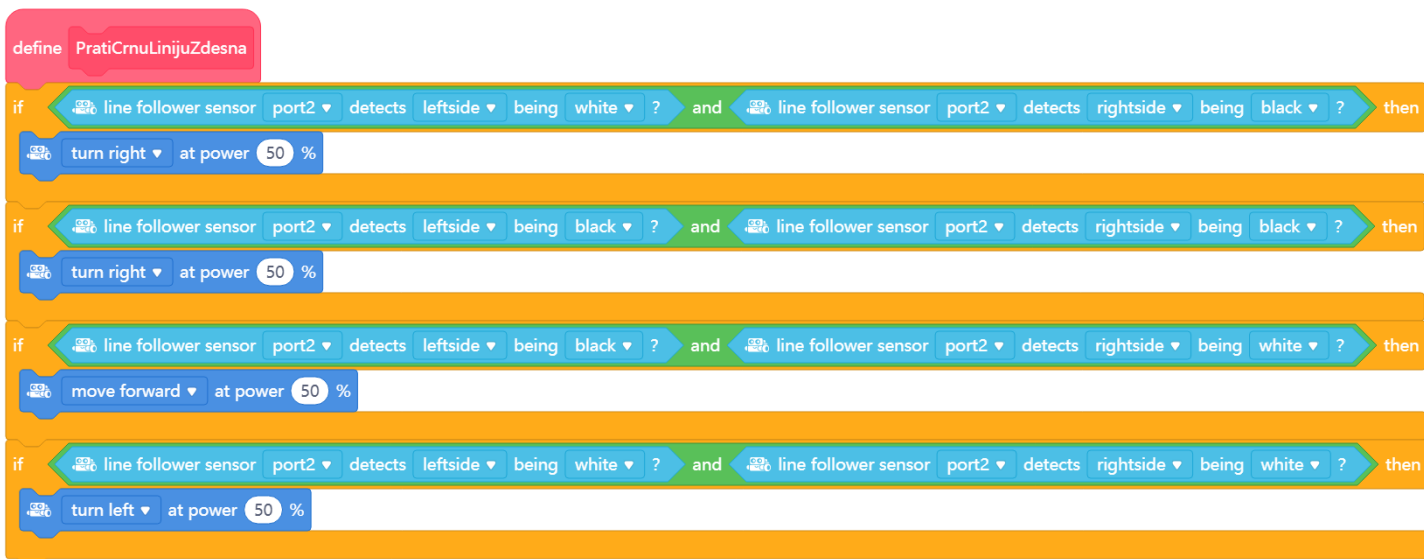 define PratiCrnuLinijuZdesna
if line follower sensor port2 detects leftside being white ? and line follower sensor port2 detects rightside being black ? then
turn right at power 50 %
if line follower sensor port2 detects leftside being black ? and line follower sensor port2 detects rightside being black ? then
turn right at power 50 %
if line follower sensor port2 detects leftside being black ? and line follower sensor port2 detects rightside being white ? then
move forward at power 50 %
if line follower sensor port2 detects leftside being white ? and line follower sensor port2 detects rightside being white ? then
turn left at power 50 %